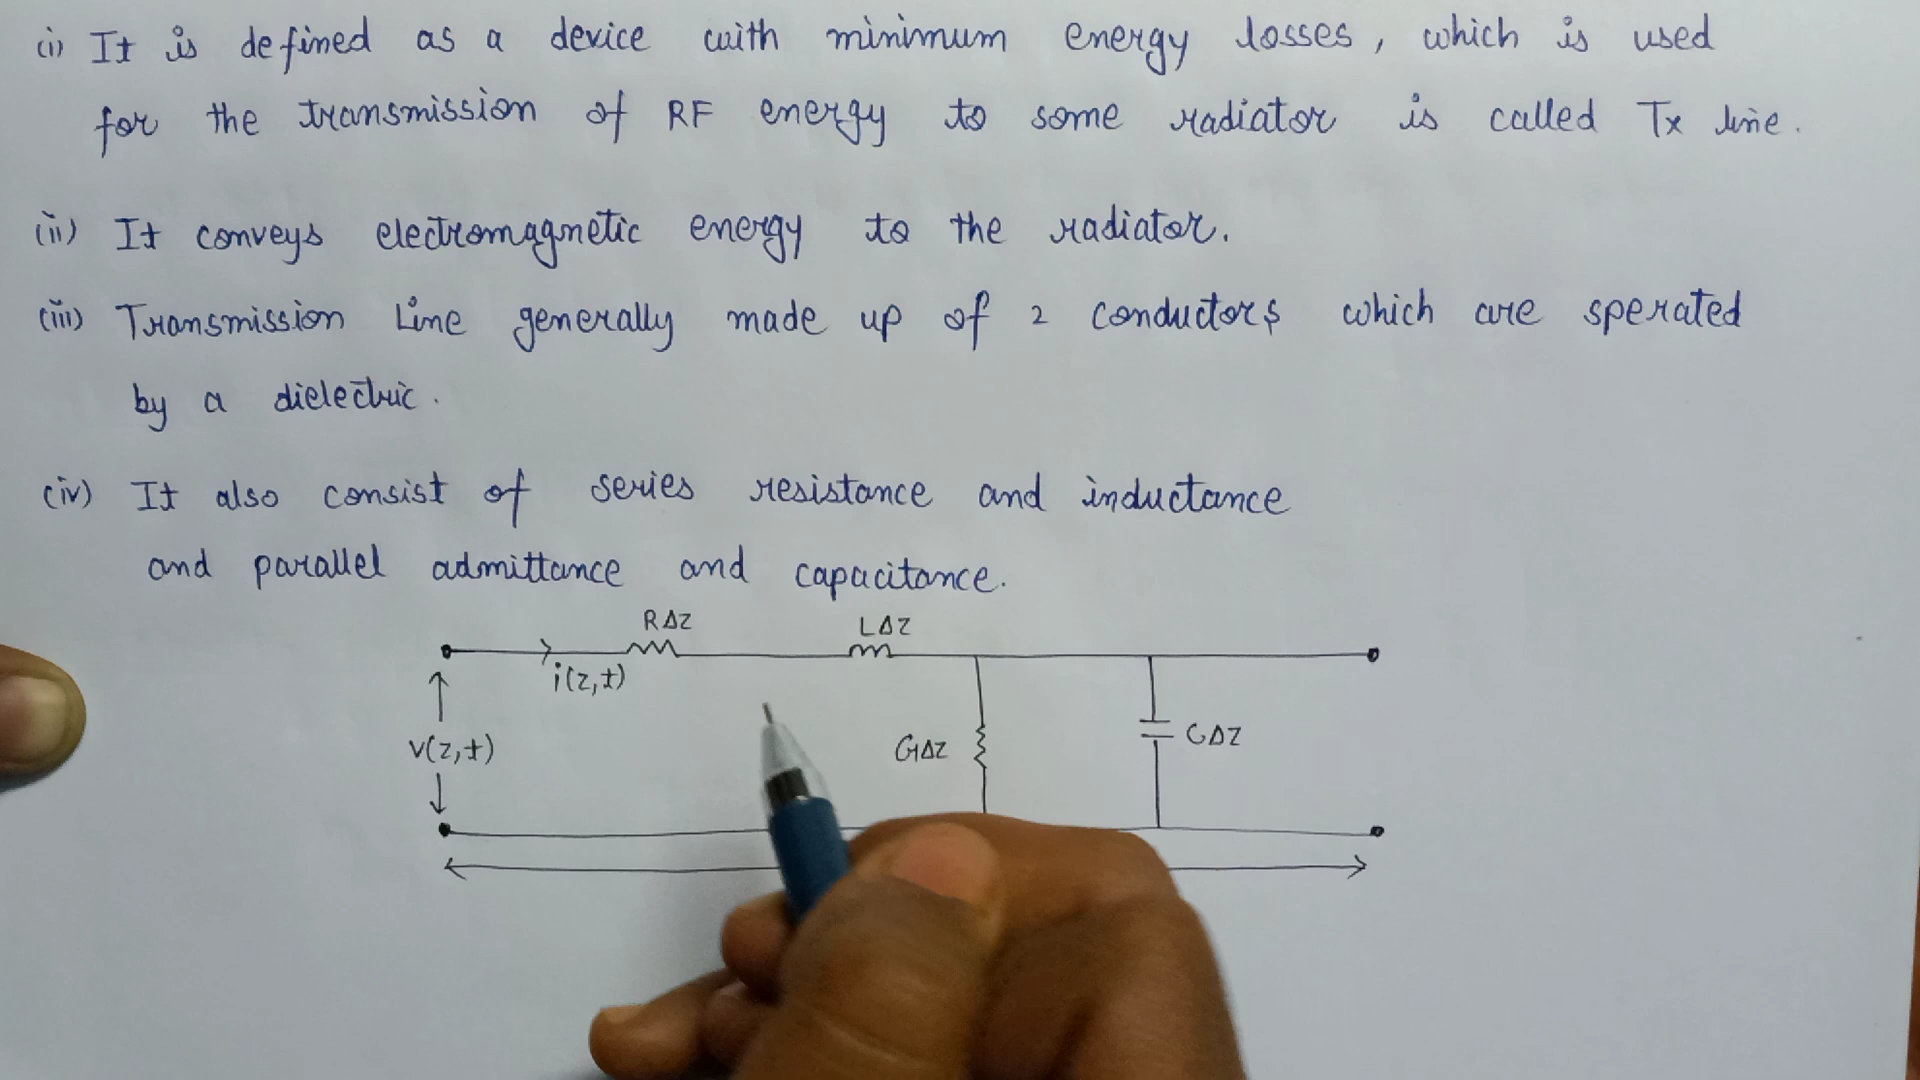 (i) It is defined as a device with minimum energy losses, which is used
for the transmission of RF energy to some radiator is called Tx line.
(ii) It conveys electromagnetic energy to the radiator.
(iii) Transmission Line generally made up of 2 conductors which are sperated
by a dielectric.
(iv) It also consist of series resistance and inductance
and parallel admittance and capacitance.
RΔZ
LΔZ
i(z,t)
v(z,t)
GΔZ
CΔZ